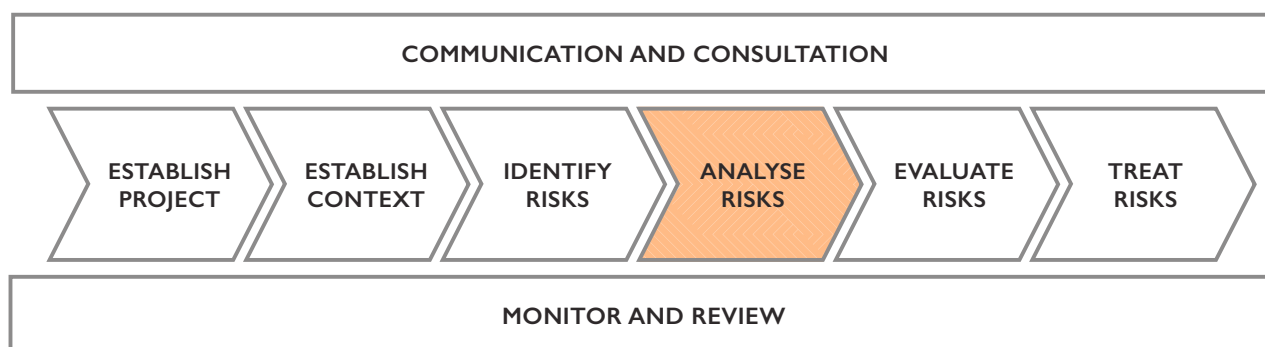 COMMUNICATION AND CONSULTATION
ESTABLISH
PROJECT
ESTABLISH
CONTEXT
IDENTIFY
RISKS
ANALYSE
RISKS
EVALUATE
RISKS
TREAT
RISKS
MONITOR AND REVIEW